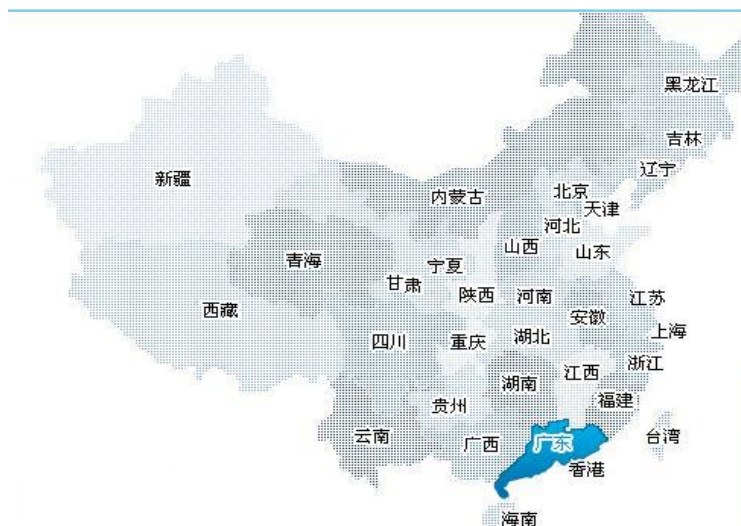 黑龙江
吉林
辽宁
新疆
内蒙古
北京
天津
河北
山西
山东
青海
宁夏
甘肃
陕西
河南
江苏
西藏
安徽
上海
四川
重庆
湖北
浙江
江西
湖南
福建
贵州
云南
广西
广东
台湾
香港
海南